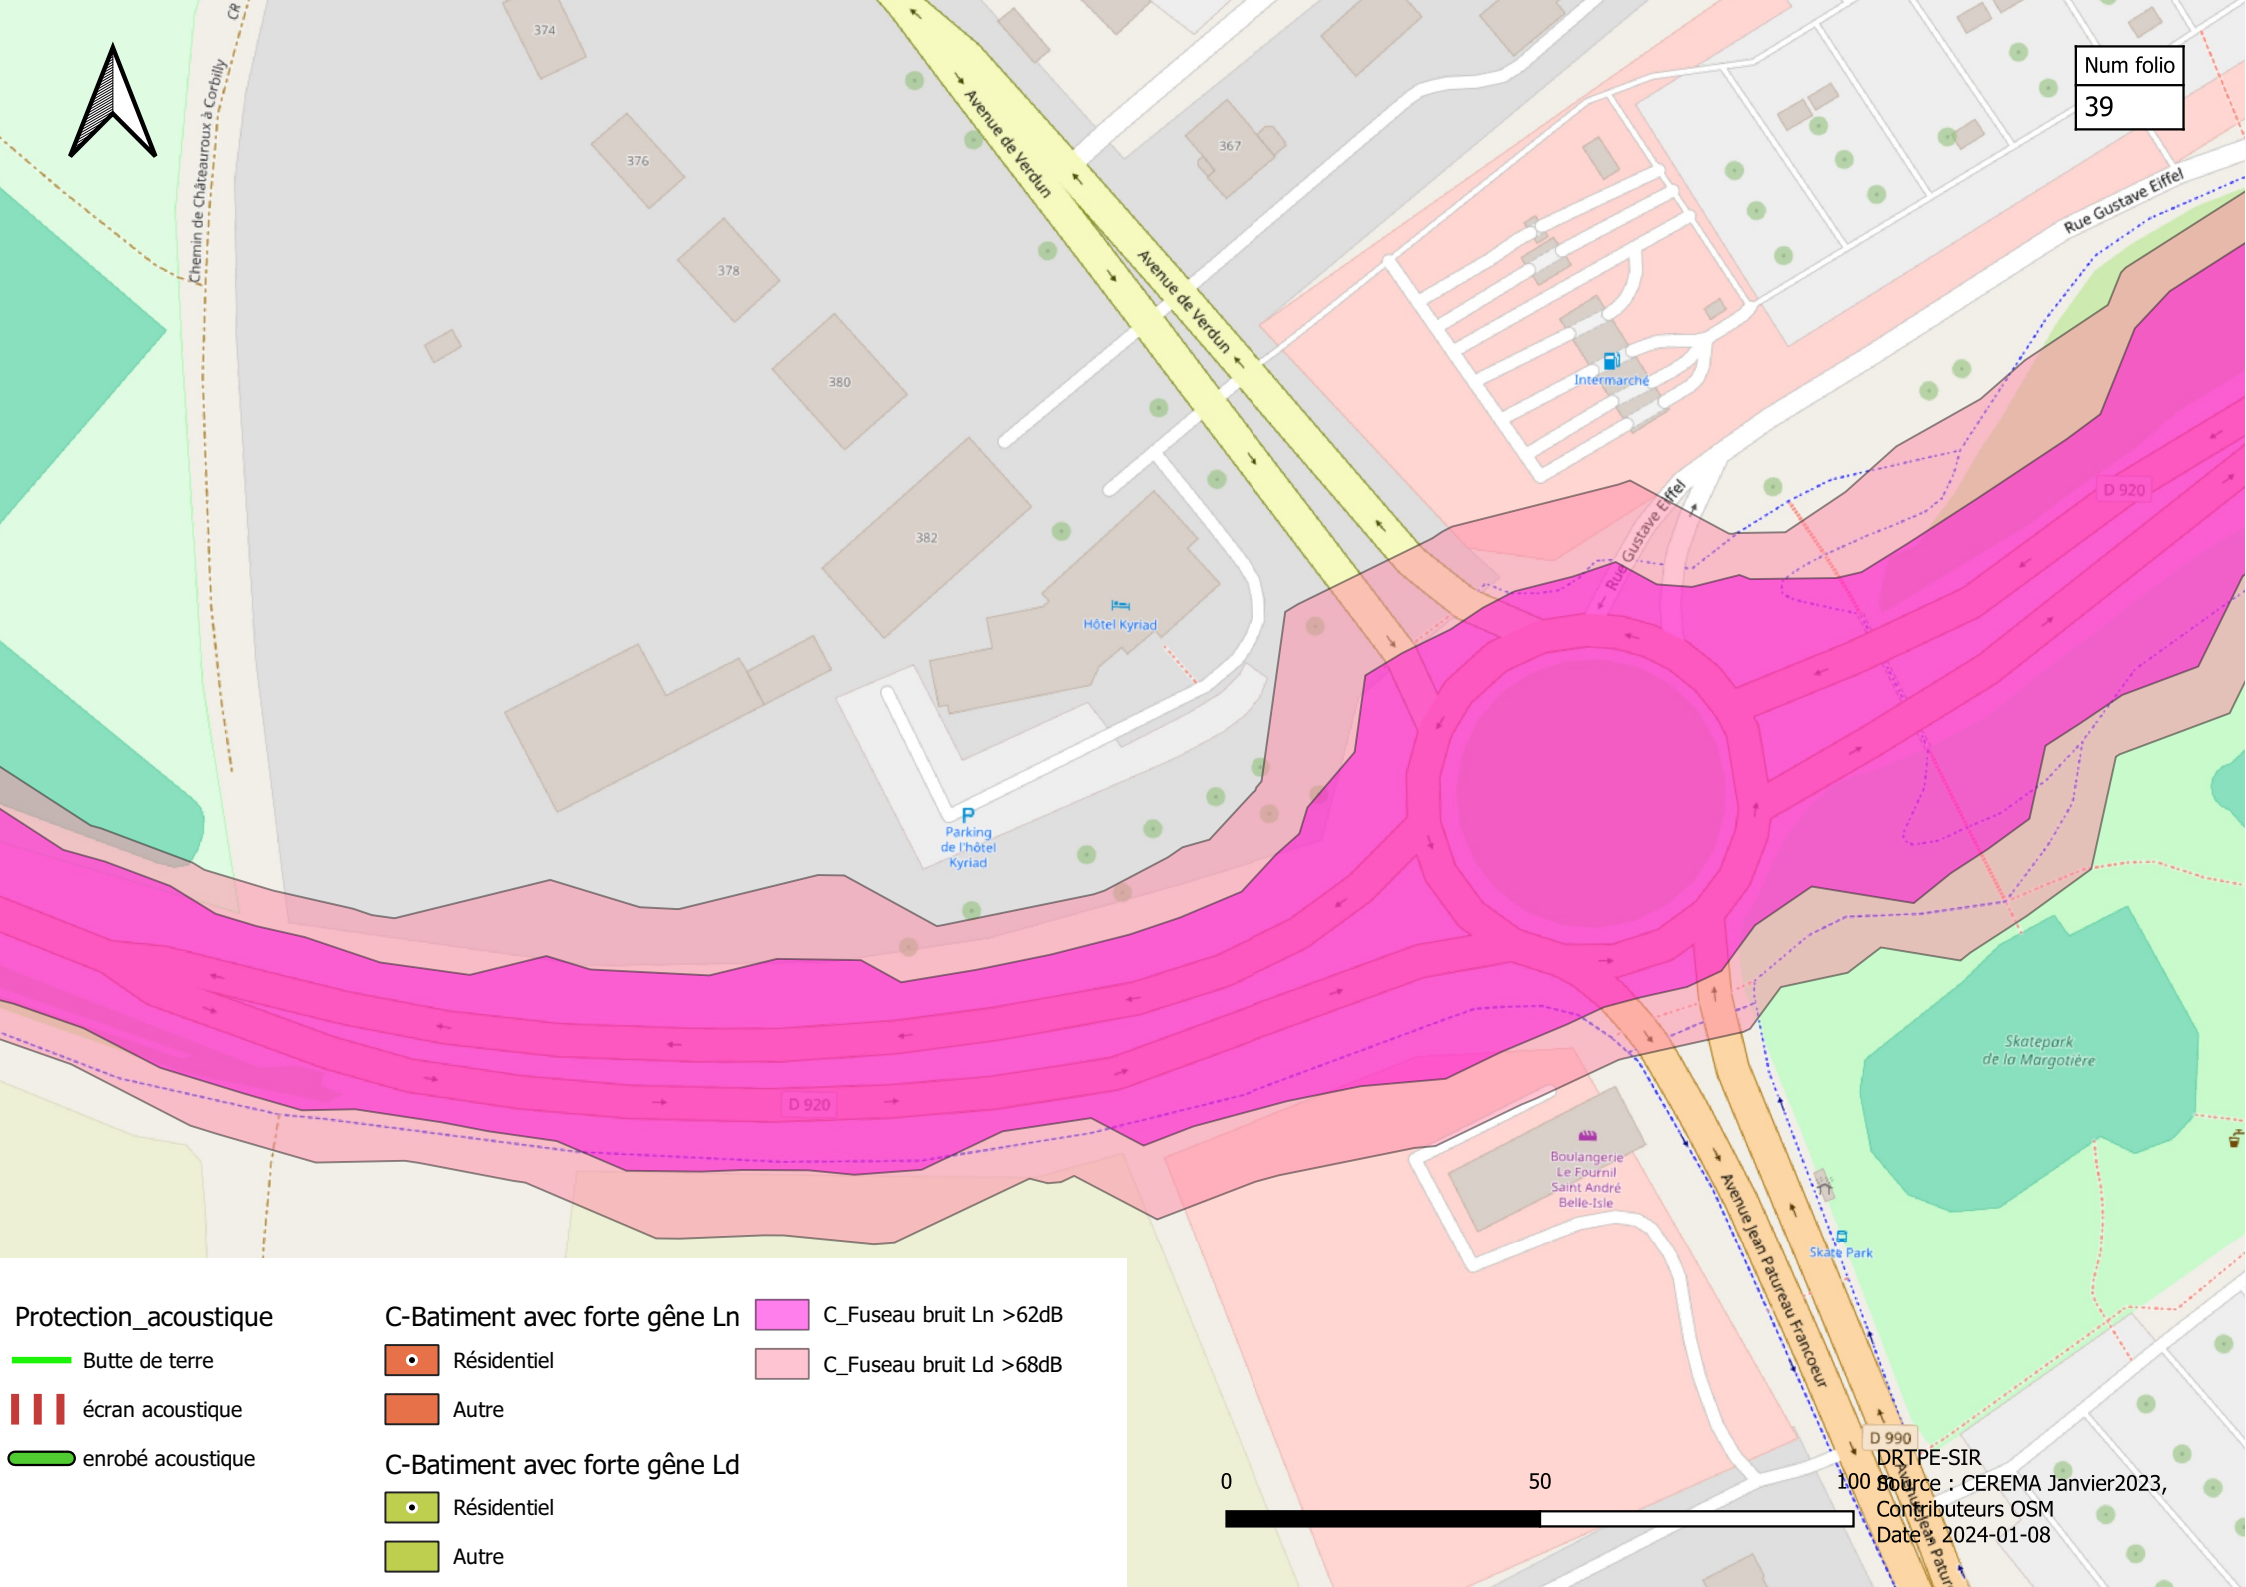 CR
374
Num folio
39
Chemin de Châteauroux à Corbilly
Avenue de Verdun
376
367
Rue Gustave Eiffel
378
Avenue de Verdun
380
Intermarché
Rue Gustave Eiffel
D 920
382
Hôtel Kyriad
P
Parking
de l'hôtel
Kyriad
Skatepark
de la Margotière
D 920
Boulangerie
Le Fournil
Saint André
Belle-Isle
Avenue Jean Patureau Francoeur
Skate Park
D 990
Avenue Jean Patur
Protection_acoustique
Butte de terre
écran acoustique
enrobé acoustique
C-Batiment avec forte gêne Ln
Résidentiel
Autre
C-Batiment avec forte gêne Ld
Résidentiel
Autre
C_Fuseau bruit Ln >62dB
C_Fuseau bruit Ld >68dB
0 50 100 m
DRTPE-SIR
Source : CEREMA Janvier2023,
Contributeurs OSM
Date : 2024-01-08